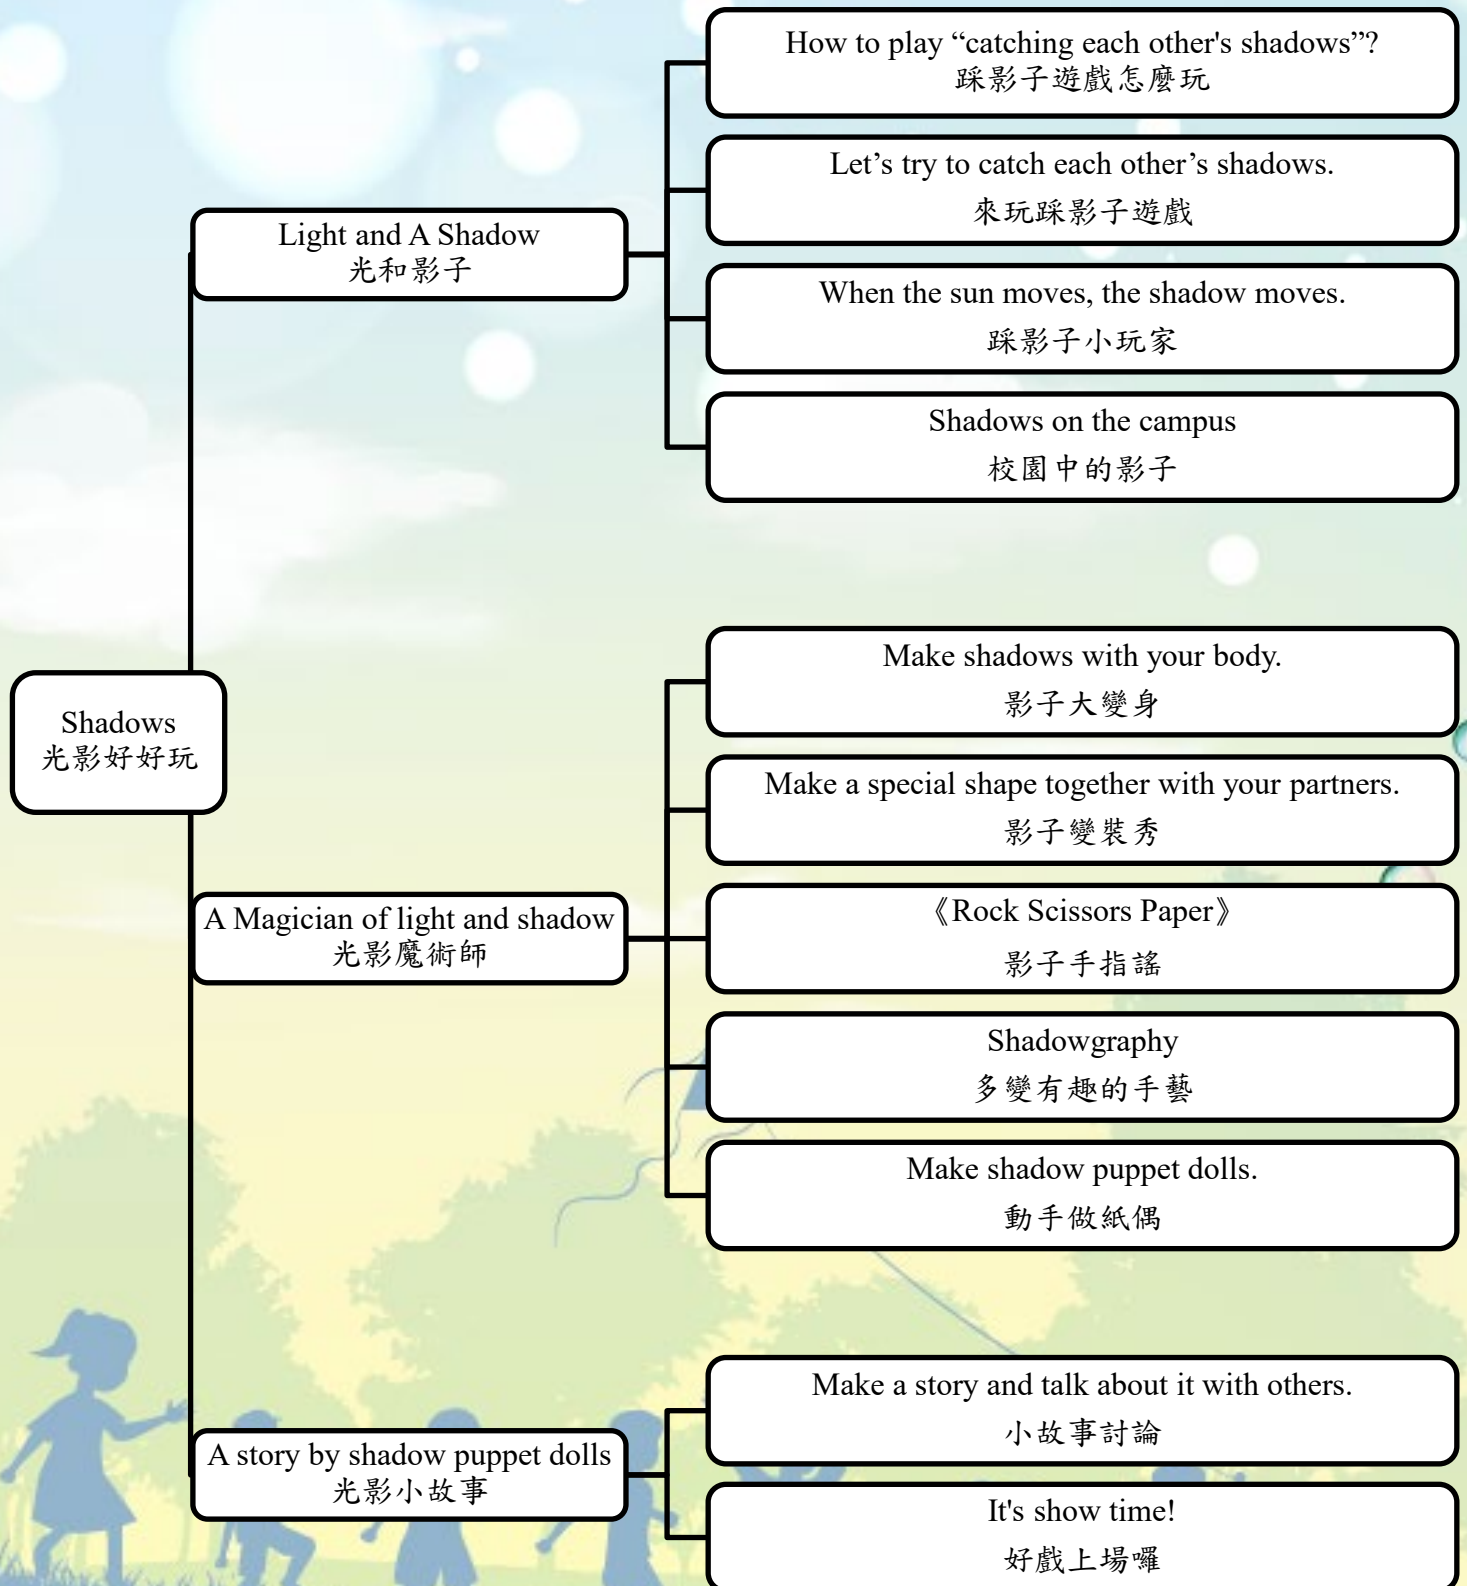 Shadows
光影好好玩
Light and A Shadow
光和影子
How to play “catching each other's shadows”?
踩影子遊戲怎麼玩
Let’s try to catch each other’s shadows.
來玩踩影子遊戲
When the sun moves, the shadow moves.
踩影子小玩家
Shadows on the campus
校園中的影子
A Magician of light and shadow
光影魔術師
Make shadows with your body.
影子大變身
Make a special shape together with your partners.
影子變裝秀
《Rock Scissors Paper》
影子手指謠
Shadowgraphy
多變有趣的手藝
Make shadow puppet dolls.
動手做紙偶
A story by shadow puppet dolls
光影小故事
Make a story and talk about it with others.
小故事討論
It's show time!
好戲上場囉